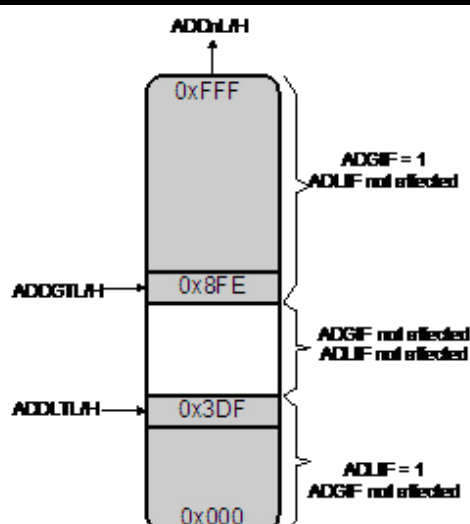 ADDnL/H
0xFFF
ADGIF = 1
ADLIF not affected
ADDGTL/H
0x8FE
ADGIF not affected
ADLIF not affected
ADDLTL/H
0x3DF
ADLIF = 1
ADGIF not affected
0x000